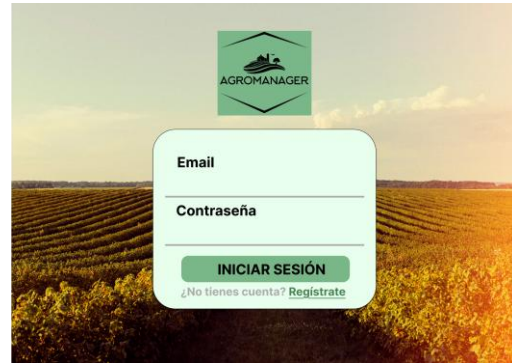 AGROMANAGER
Email
Contraseña
INICIAR SESIÓN
¿No tienes cuenta? Regístrate